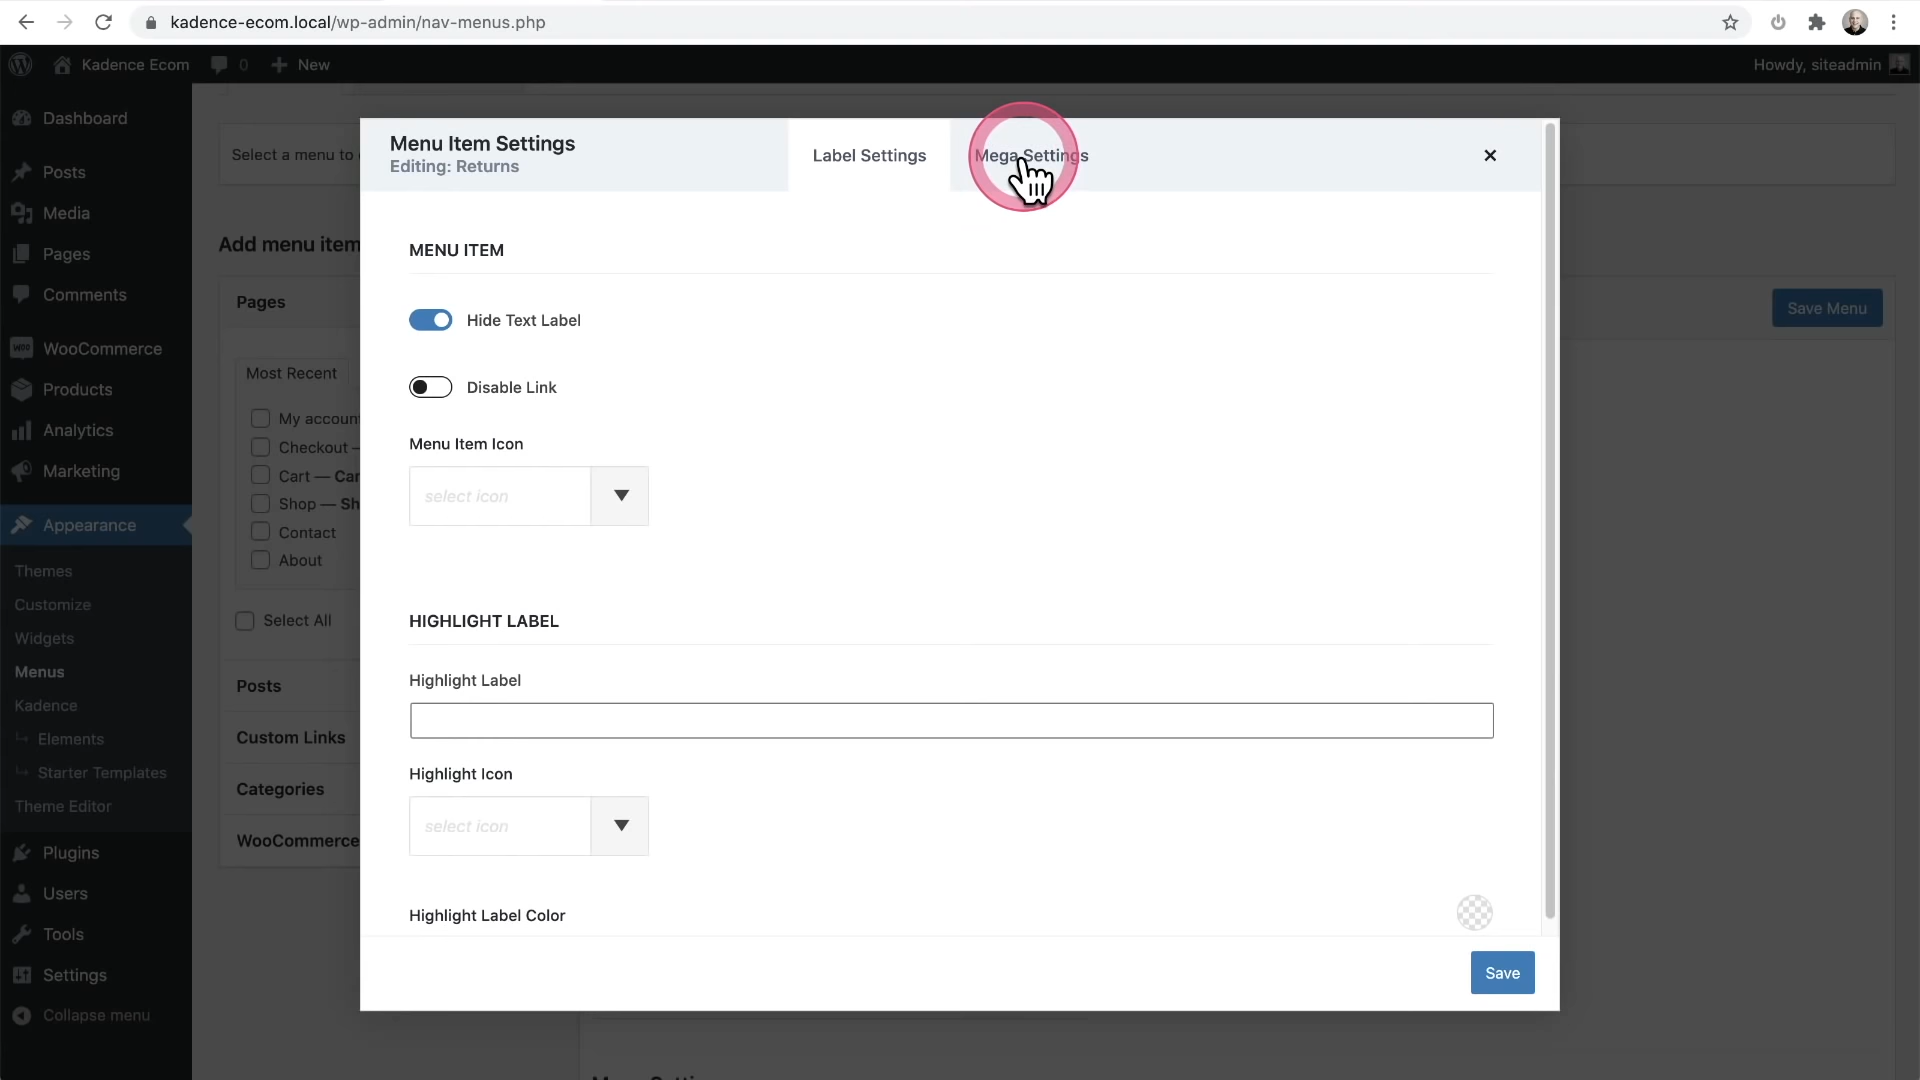 kadence-ecom.local/wp-admin/nav-menus.php
Kadence Ecom
0
New
Howdy, siteadmin
Dashboard
Posts
Media
Pages
Comments
WooCommerce
Products
Analytics
Marketing
Appearance
Themes
Customize
Widgets
Menus
Kadence
Elements
Starter Templates
Theme Editor
Plugins
Users
Tools
Settings
Collapse menu
Select a menu to
Add menu item
Pages
Most Recent
My accoun
Checkout —
Cart — Car
Shop — Sh
Contact
About
Select All
Posts
Custom Links
Categories
WooCommerce
Save Menu
Menu Item Settings
Editing: Returns
Label Settings
Mega Settings
MENU ITEM
Hide Text Label
Disable Link
Menu Item Icon
select icon
HIGHLIGHT LABEL
Highlight Label
Highlight Icon
select icon
Highlight Label Color
Save